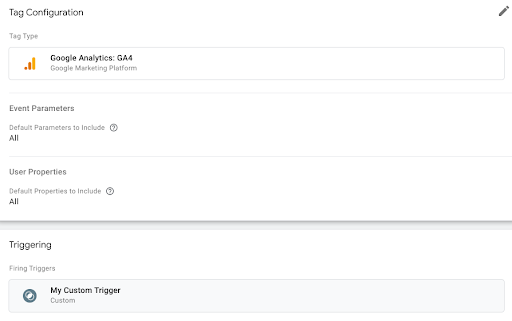 Tag Configuration
Tag Type
Google Analytics: GA4
Google Marketing Platform
Event Parameters
Default Parameters to Include
All
User Properties
Default Properties to Include
All
Triggering
Firing Triggers
My Custom Trigger
Custom